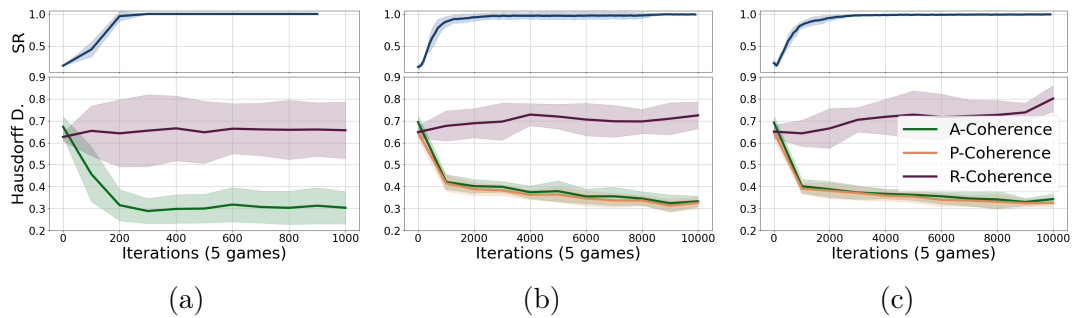 SR
1.0
0.5
1.0
0.5
1.0
0.5
Hausdorff D.
0.9
0.8
0.7
0.6
0.5
0.4
0.3
0.2
0.9
0.8
0.7
0.6
0.5
0.4
0.3
0.2
0.9
0.8
0.7
0.6
0.5
0.4
0.3
0.2
A-Coherence
P-Coherence
R-Coherence
0 200 400 600 800 1000
0 2000 4000 6000 8000 10000
0 2000 4000 6000 8000 10000
Iterations (5 games)
Iterations (5 games)
Iterations (5 games)
(a)
(b)
(c)